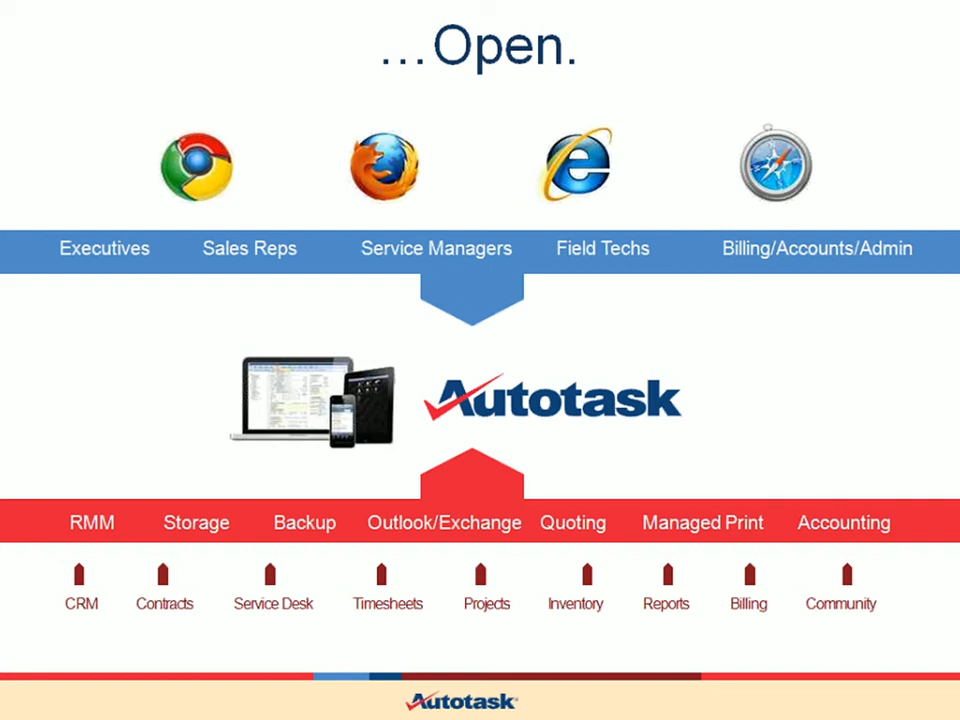 ...Open.
Executives Sales Reps Service Managers Field Techs Billing/Accounts/Admin
Autotask
RMM Storage Backup Outlook/Exchange Quoting Managed Print Accounting
CRM Contracts Service Desk Timesheets Projects Inventory Reports Billing Community
Autotask